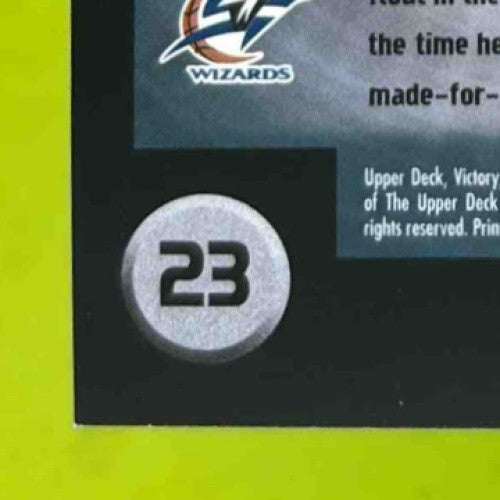 WIZARDS
the time he
made-for-
Upper Deck, Victory
of The Upper Deck
rights reserved. Prin
23